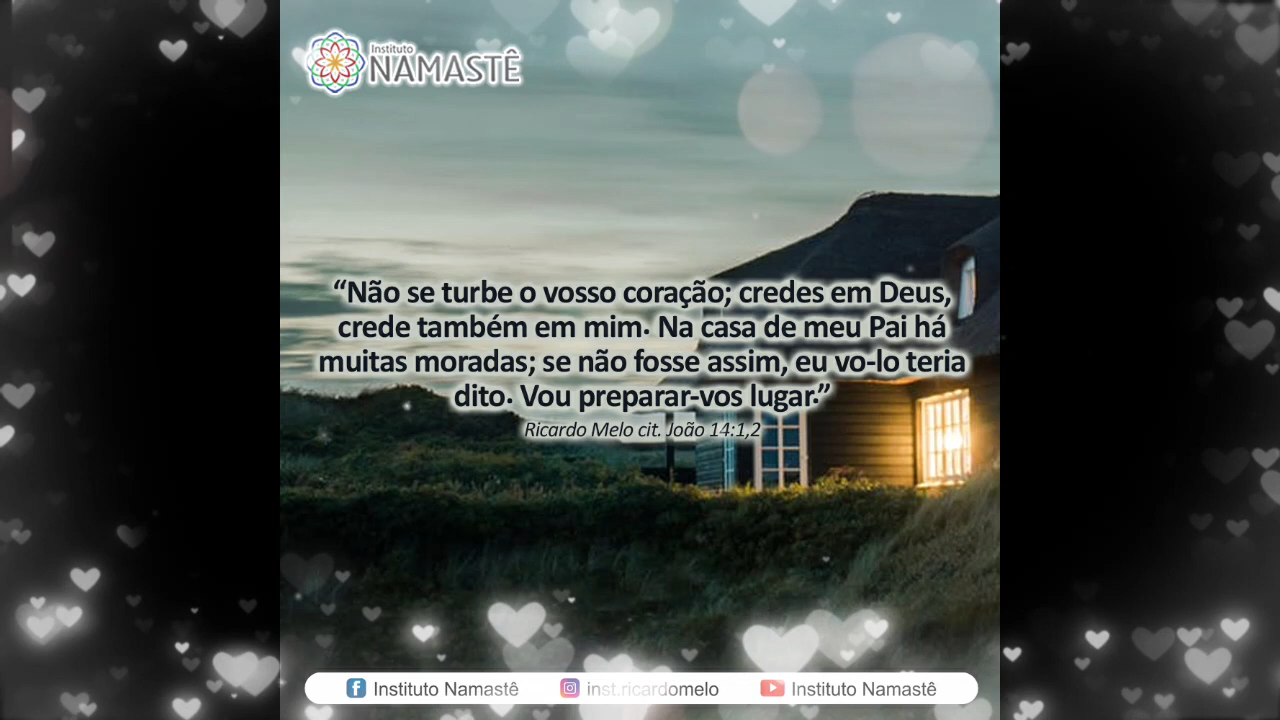 Instituto
NAMASTÊ
“Não se turbe o vosso coração; credes em Deus,
crede também em mim. Na casa de meu Pai há
muitas moradas; se não fosse assim, eu vo-lo teria
dito. Vou preparar-vos lugar.”
Ricardo Melo cit. João 14:1,2
Instituto Namastê inst.ricardomelo Instituto Namastê